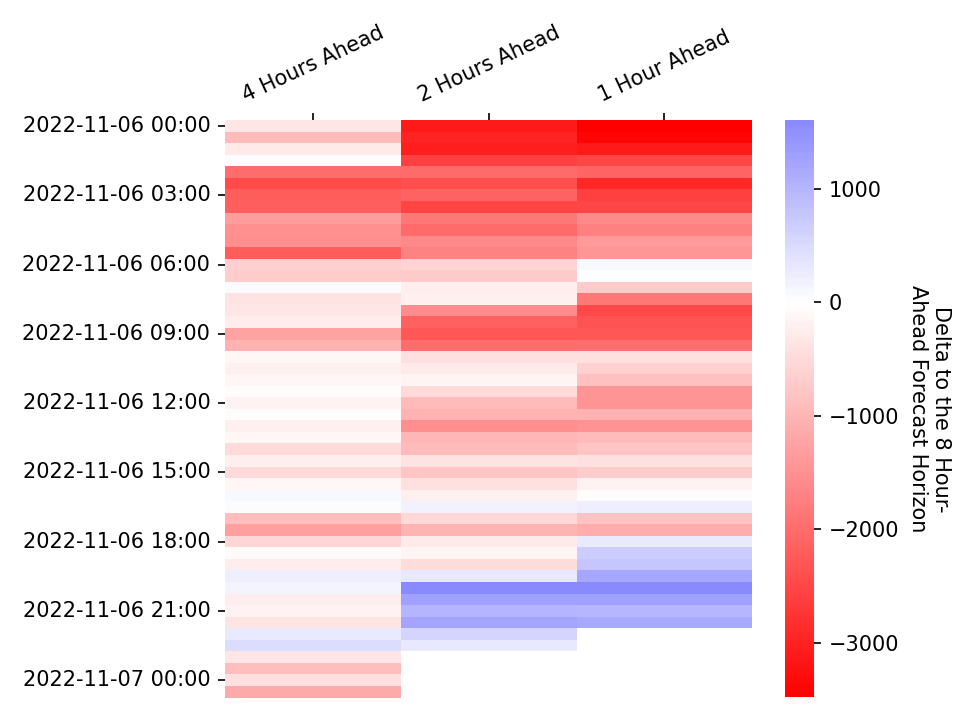 4 Hours Ahead
2 Hours Ahead
1 Hour Ahead
2022-11-06 00:00
2022-11-06 03:00
2022-11-06 06:00
2022-11-06 09:00
2022-11-06 12:00
2022-11-06 15:00
2022-11-06 18:00
2022-11-06 21:00
2022-11-07 00:00
1000
0
−1000
−2000
−3000
Delta to the 8 Hour-
Ahead Forecast Horizon